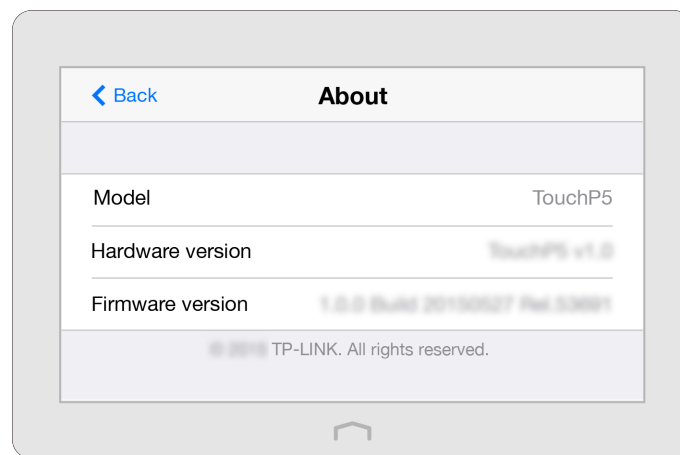 Back
About
Model TouchP5
Hardware version
Firmware version
TP-LINK. All rights reserved.